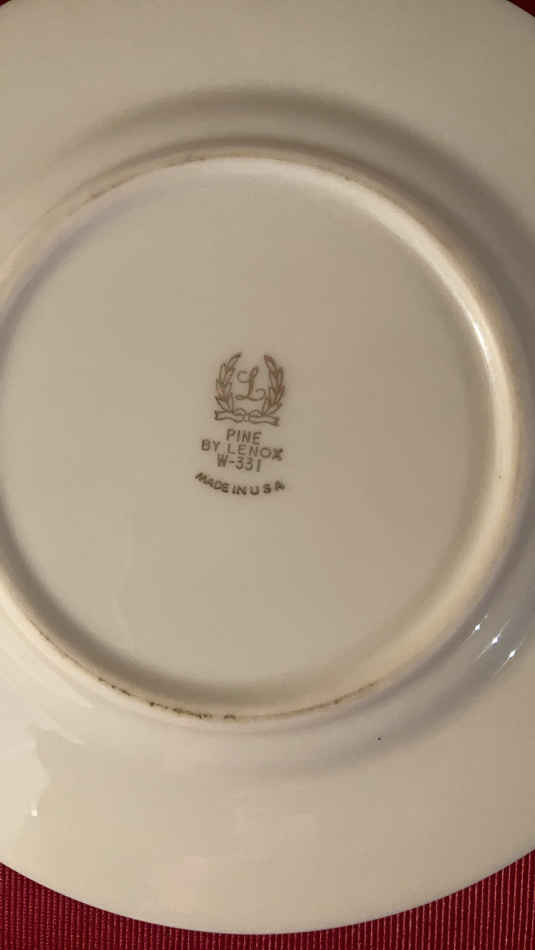 L
PINE
BY LENOX
W-331
MADE IN U S A